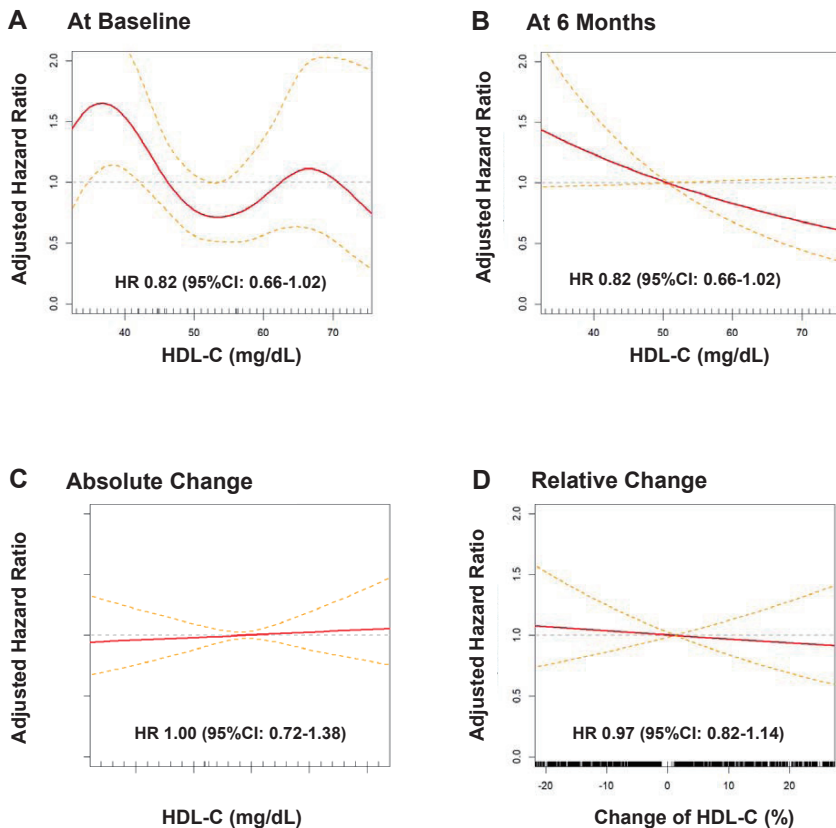 A At Baseline
Adjusted Hazard Ratio
2.0
1.5
1.0
0.5
0.0
HR 0.82 (95%CI: 0.66-1.02)
40 50 60 70
HDL-C (mg/dL)
B At 6 Months
Adjusted Hazard Ratio
2.0
1.5
1.0
0.5
0.0
HR 0.82 (95%CI: 0.66-1.02)
40 50 60 70
HDL-C (mg/dL)
C Absolute Change
Adjusted Hazard Ratio
HR 1.00 (95%CI: 0.72-1.38)
HDL-C (mg/dL)
D Relative Change
Adjusted Hazard Ratio
2.0
1.5
1.0
0.5
0.0
HR 0.97 (95%CI: 0.82-1.14)
-20 -10 0 10 20
Change of HDL-C (%)